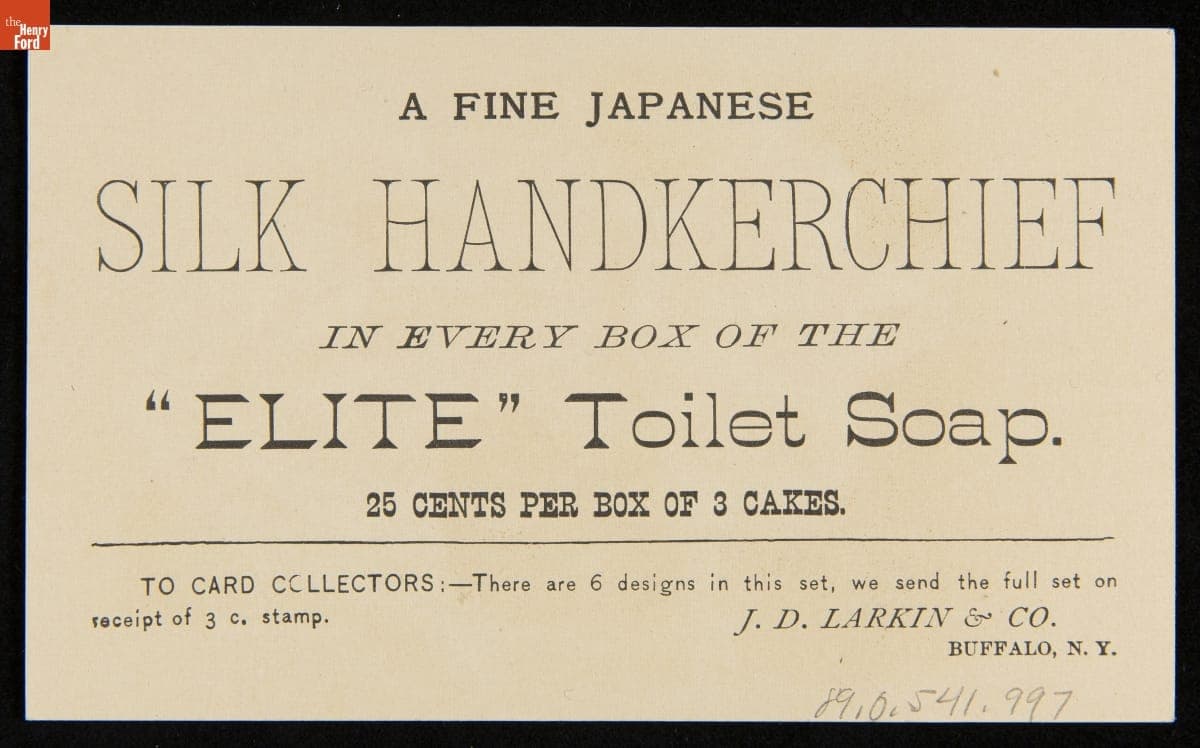 the
Henry
Ford
A FINE JAPANESE
SILK HANDKERCHIEF
IN EVERY BOX OF THE
“ELITE” Toilet Soap.
25 CENTS PER BOX OF 3 CAKES.
TO CARD COLLECTORS:—There are 6 designs in this set, we send the full set on
receipt of 3 c. stamp.
J. D. LARKIN & CO.
BUFFALO, N. Y.
89.0.541.997